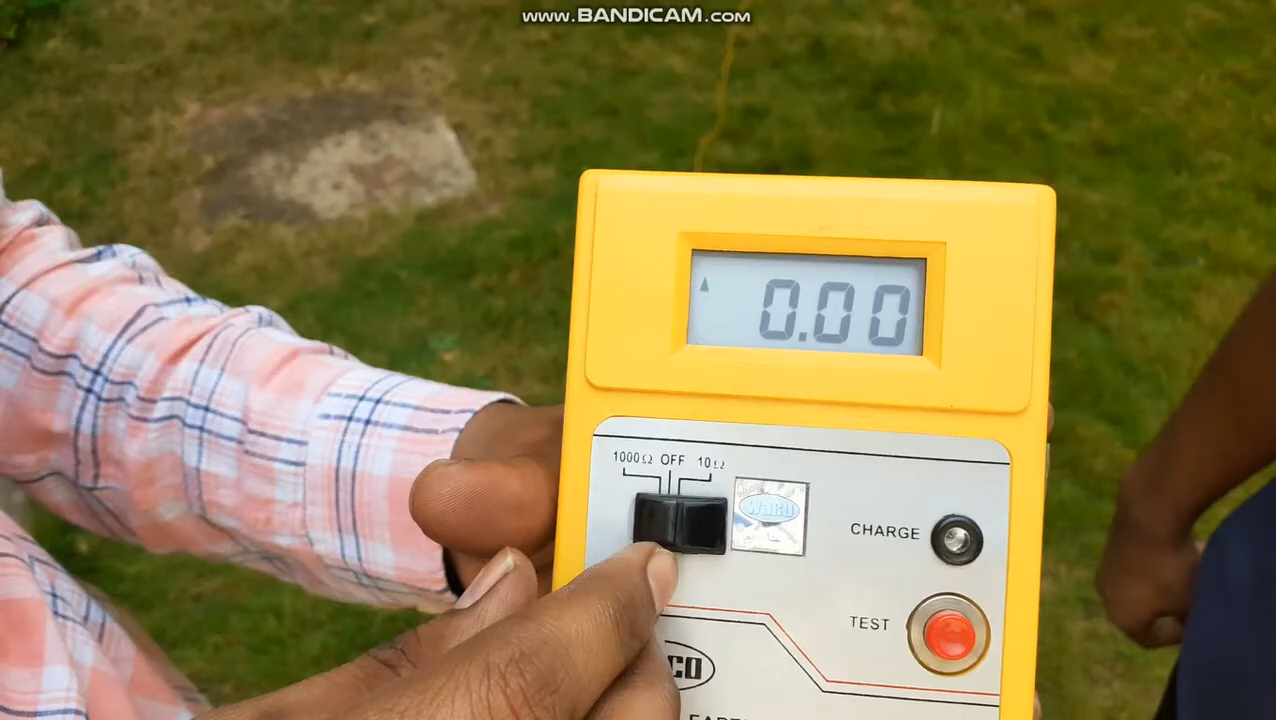 www.BANDICAM.com
0.00
1000Ω OFF 10Ω
WACO
CHARGE
TEST